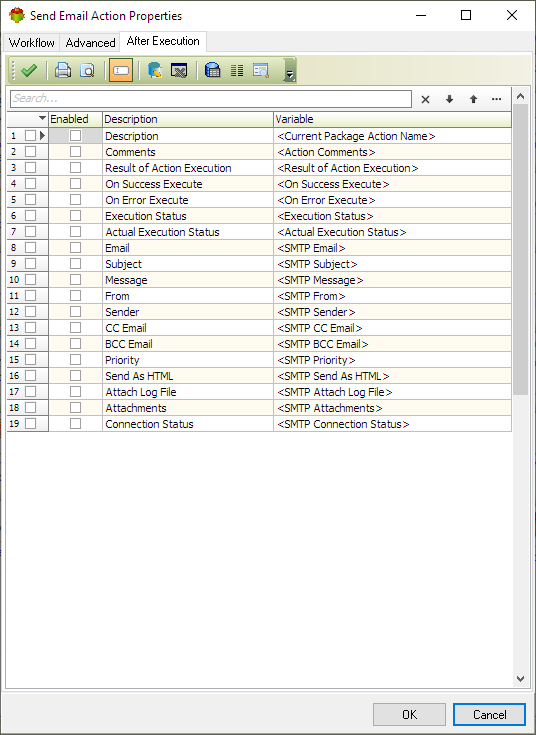 Send Email Action Properties
Workflow Advanced After Execution
Search...
Enabled Description Variable
1 Description <Current Package Action Name>
2 Comments <Action Comments>
3 Result of Action Execution <Result of Action Execution>
4 On Success Execute <On Success Execute>
5 On Error Execute <On Error Execute>
6 Execution Status <Execution Status>
7 Actual Execution Status <Actual Execution Status>
8 Email <SMTP Email>
9 Subject <SMTP Subject>
10 Message <SMTP Message>
11 From <SMTP From>
12 Sender <SMTP Sender>
13 CC Email <SMTP CC Email>
14 BCC Email <SMTP BCC Email>
15 Priority <SMTP Priority>
16 Send As HTML <SMTP Send As HTML>
17 Attach Log File <SMTP Attach Log File>
18 Attachments <SMTP Attachments>
19 Connection Status <SMTP Connection Status>
OK Cancel